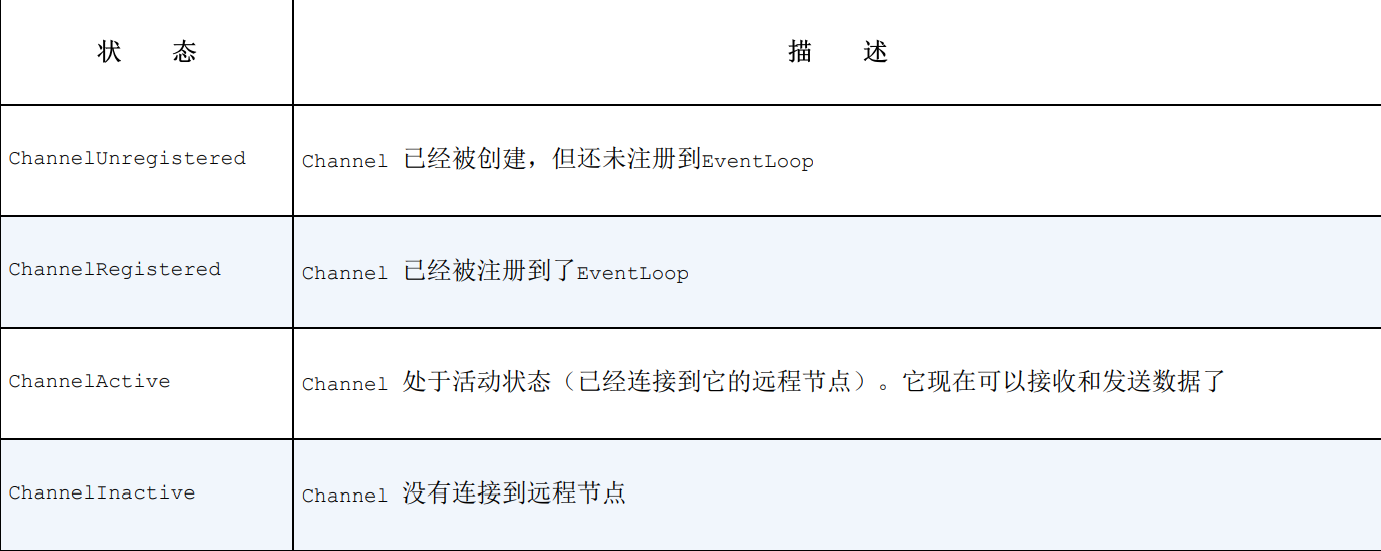 状 态 描 述
ChannelUnregistered Channel 已经被创建，但还未注册到EventLoop
ChannelRegistered Channel 已经被注册到了EventLoop
ChannelActive Channel 处于活动状态（已经连接到它的远程节点）。它现在可以接收和发送数据了
ChannelInactive Channel 没有连接到远程节点